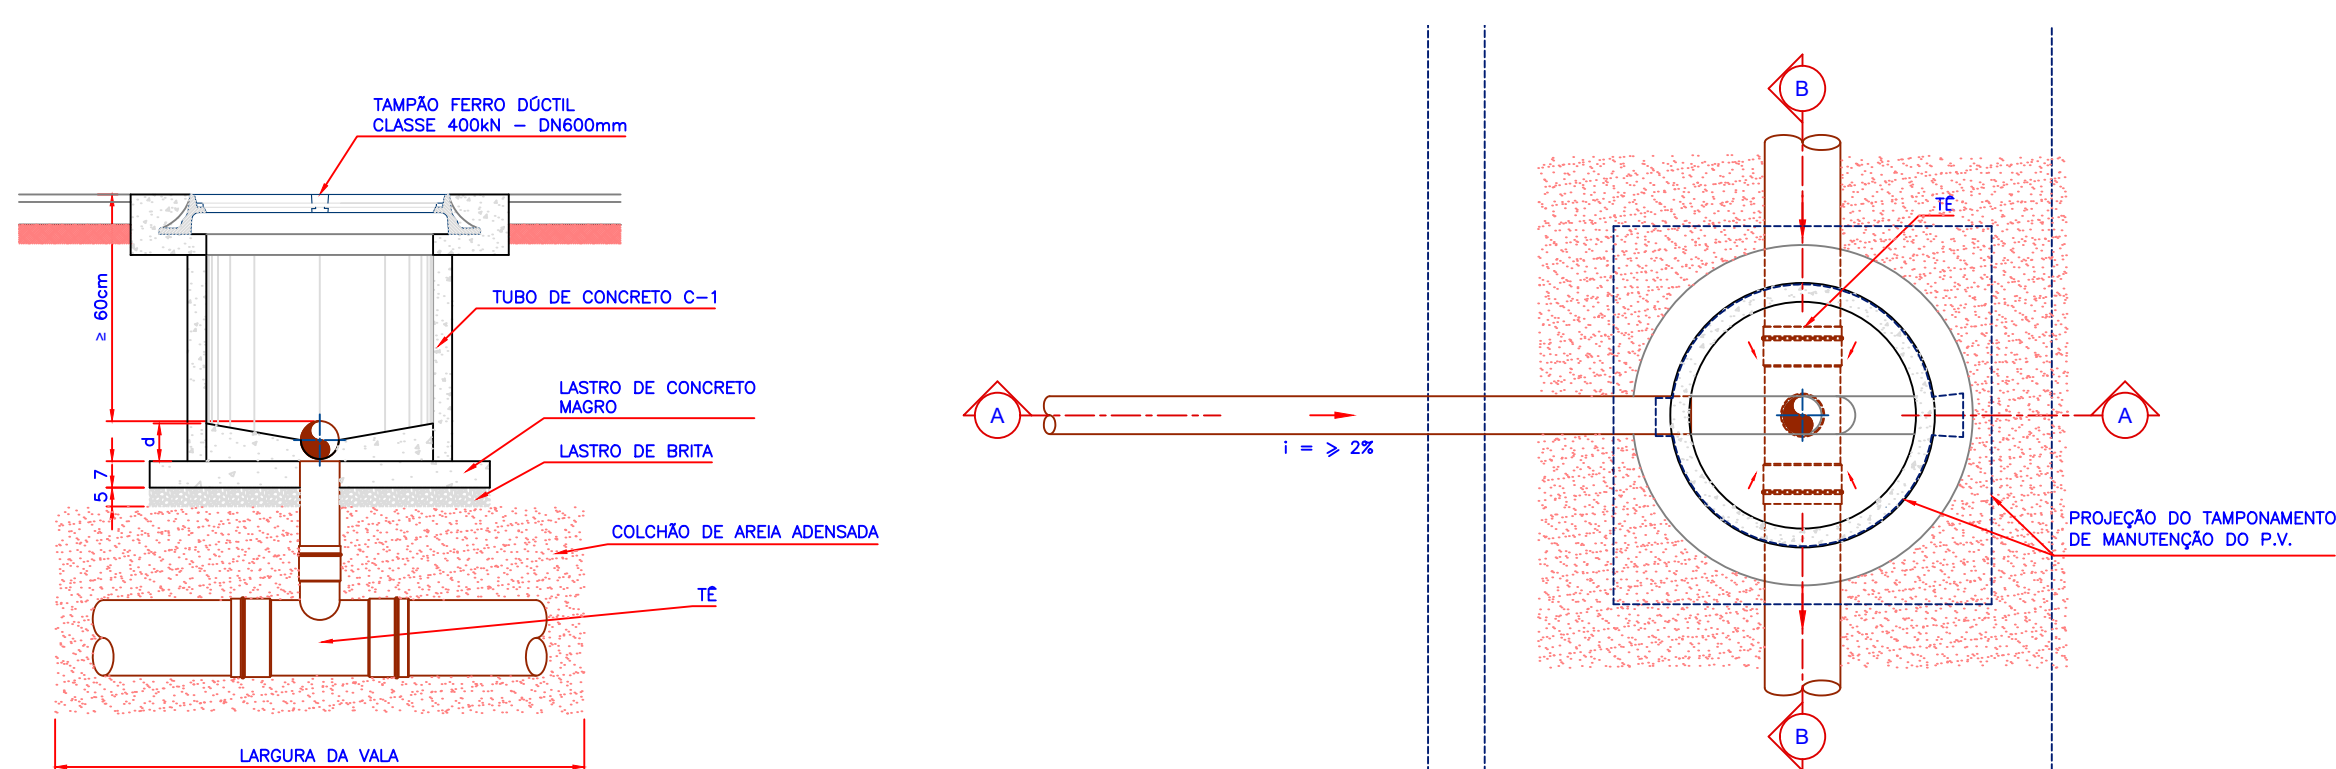 TAMPÃO FERRO DÚCTIL
CLASSE 400kN - DN600mm
≥ 60cm
TUBO DE CONCRETO C-1
LASTRO DE CONCRETO
MAGRO
d
LASTRO DE BRITA
7
5
COLCHÃO DE AREIA ADENSADA
TÊ
LARGURA DA VALA
B
TÊ
A
A
i = ⩾ 2%
PROJEÇÃO DO TAMPONAMENTO
DE MANUTENÇÃO DO P.V.
B